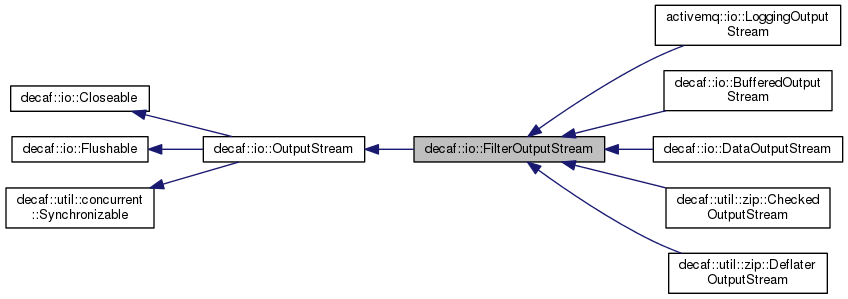 activemq::io::LoggingOutput
Stream
decaf::io::BufferedOutput
Stream
decaf::io::Closeable
decaf::io::Flushable
decaf::io::OutputStream
decaf::io::FilterOutputStream
decaf::io::DataOutputStream
decaf::util::concurrent
::Synchronizable
decaf::util::zip::Checked
OutputStream
decaf::util::zip::Deflater
OutputStream